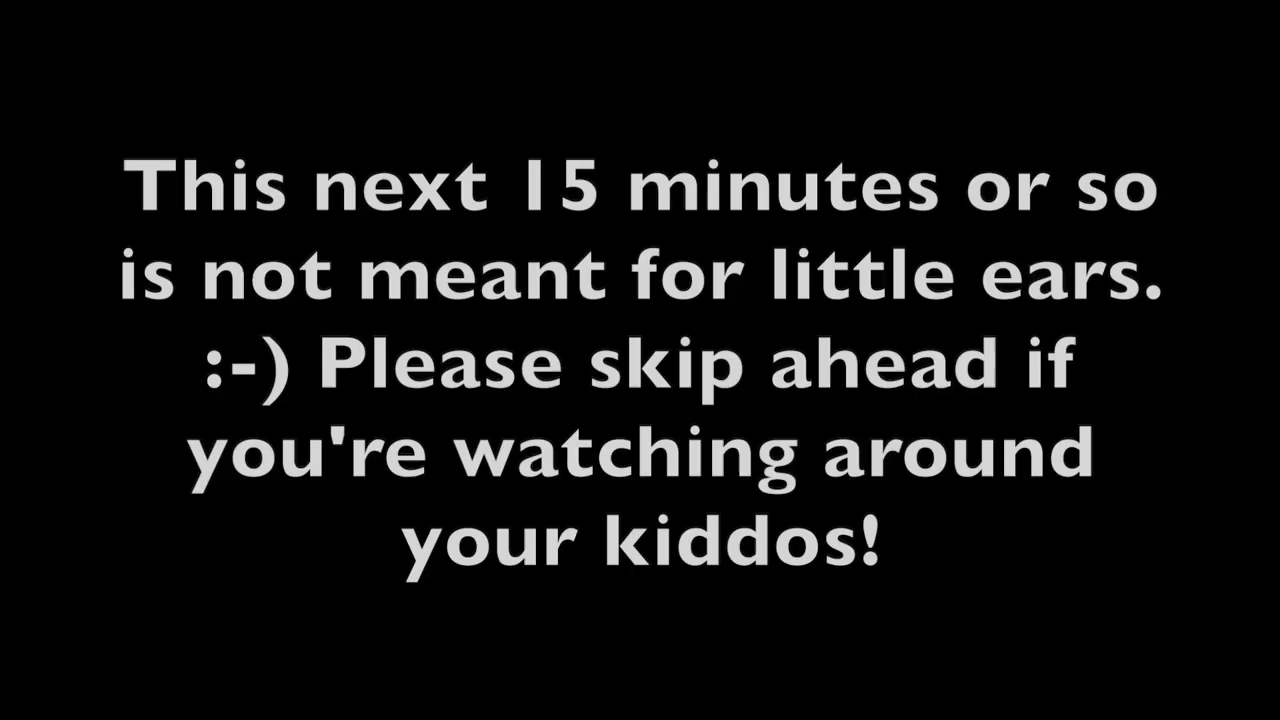 This next 15 minutes or so
is not meant for little ears.
:-) Please skip ahead if
you're watching around
your kiddos!